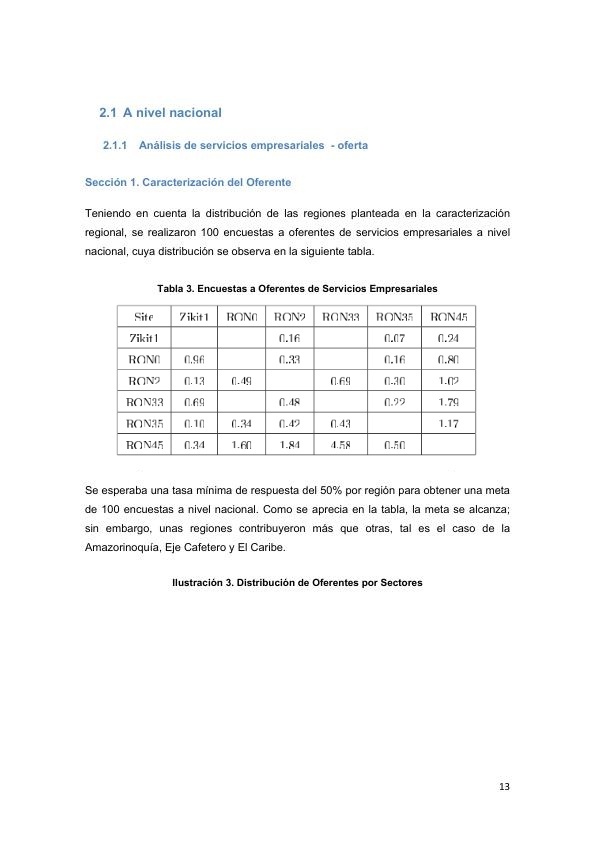 2.1 A nivel nacional
2.1.1 Análisis de servicios empresariales - oferta
Sección 1. Caracterización del Oferente
Teniendo en cuenta la distribución de las regiones planteada en la caracterización
regional, se realizaron 100 encuestas a oferentes de servicios empresariales a nivel
nacional, cuya distribución se observa en la siguiente tabla.
Tabla 3. Encuestas a Oferentes de Servicios Empresariales
Site Zikit1 RON0 RON2 RON33 RON35 RON45
Zikit1 0.16 0.07 0.24
RON0 0.96 0.33 0.16 0.80
RON2 0.13 0.49 0.69 0.30 1.02
RON33 0.69 0.48 0.22 1.79
RON35 0.10 0.34 0.42 0.43 1.17
RON45 0.34 1.60 1.84 4.58 0.50
Se esperaba una tasa mínima de respuesta del 50% por región para obtener una meta
de 100 encuestas a nivel nacional. Como se aprecia en la tabla, la meta se alcanza;
sin embargo, unas regiones contribuyeron más que otras, tal es el caso de la
Amazorinoquía, Eje Cafetero y El Caribe.
Ilustración 3. Distribución de Oferentes por Sectores
13